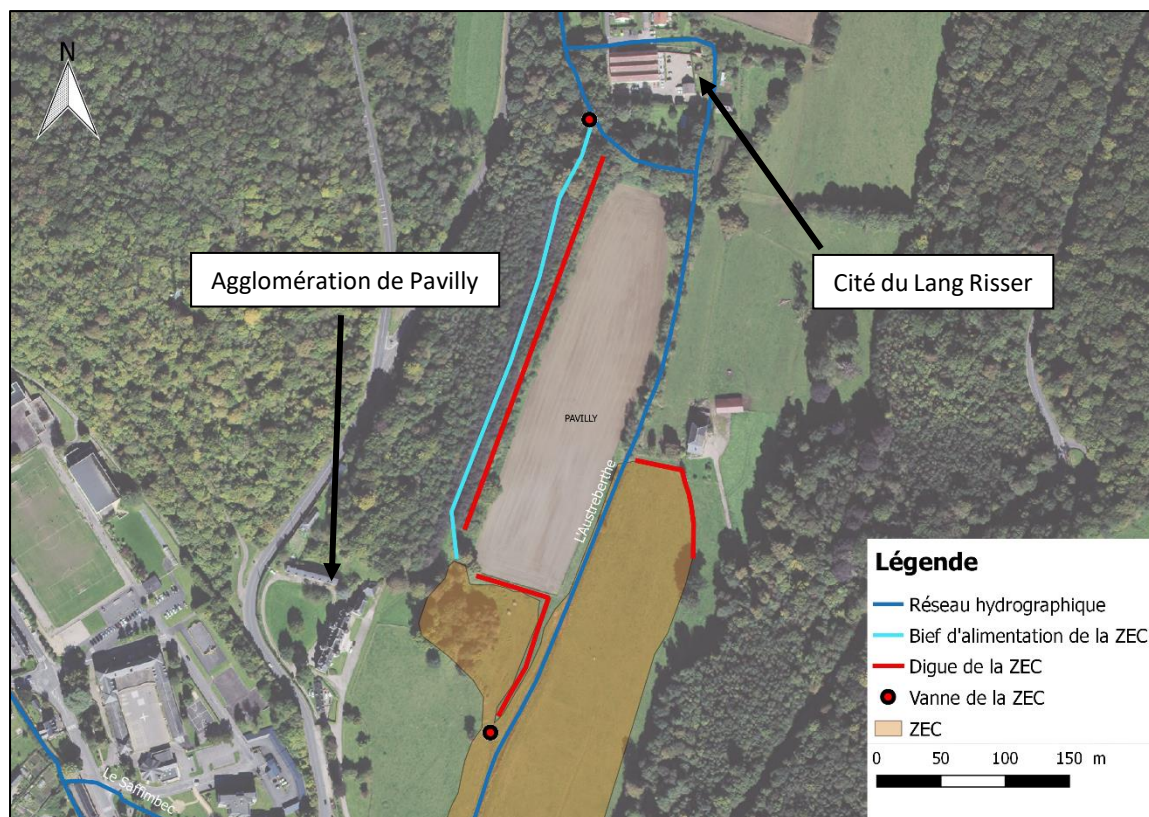 N
Agglomération de Pavilly
Cité du Lang Risser
PAVILLY
L'Austreberthe
Le Saffimbec
Légende
Réseau hydrographique
Bief d'alimentation de la ZEC
Digue de la ZEC
Vanne de la ZEC
ZEC
0 50 100 150 m